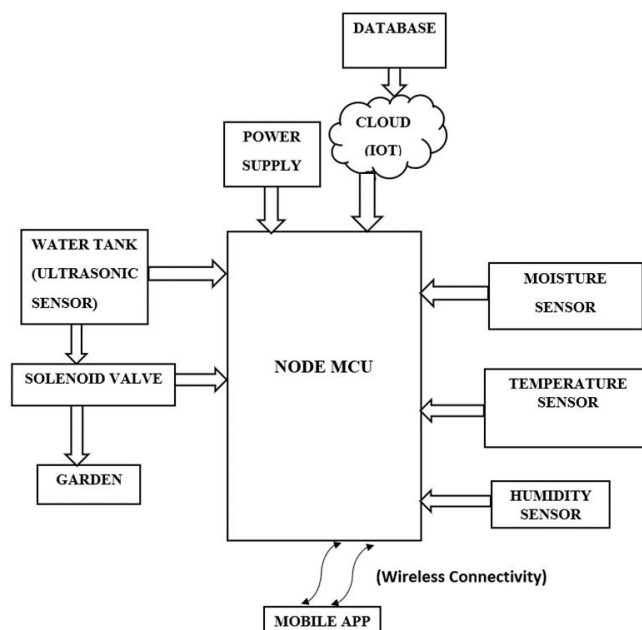 DATABASE
CLOUD
(IOT)
POWER
SUPPLY
WATER TANK
(ULTRASONIC
SENSOR)
MOISTURE
SENSOR
SOLENOID VALVE
NODE MCU
TEMPERATURE
SENSOR
GARDEN
HUMIDITY
SENSOR
(Wireless Connectivity)
MOBILE APP